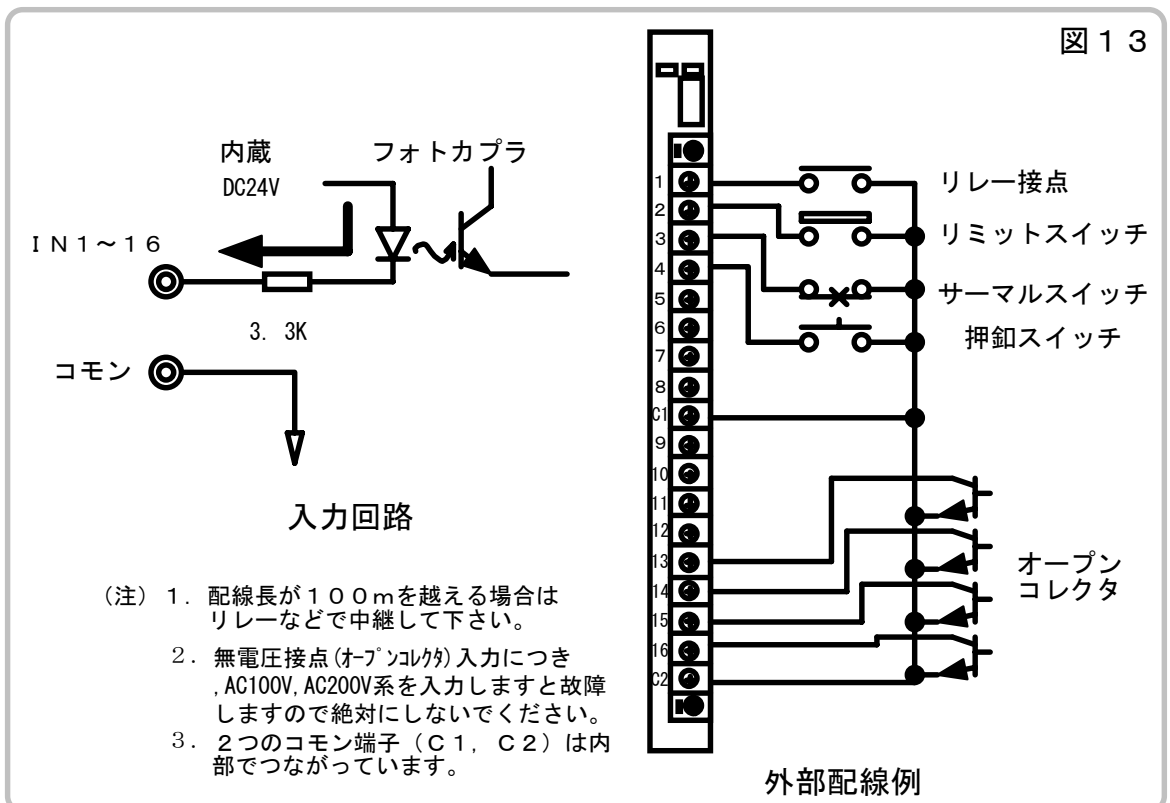 図13
内蔵
DC24V
フォトカプラ
IN1～16
3. 3K
コモン
入力回路
(注) 1. 配線長が100mを越える場合は
リレーなどで中継して下さい。
2. 無電圧接点(オープンコレクタ)入力につき
,AC100V,AC200V系を入力しますと故障
しますので絶対にしないでください。
3. 2つのコモン端子（C1, C2）は内
部でつながっています。
1
2
3
4
5
6
7
8
C1
9
10
11
12
13
14
15
16
C2
リレー接点
リミットスイッチ
サーマルスイッチ
押釦スイッチ
オープン
コレクタ
外部配線例